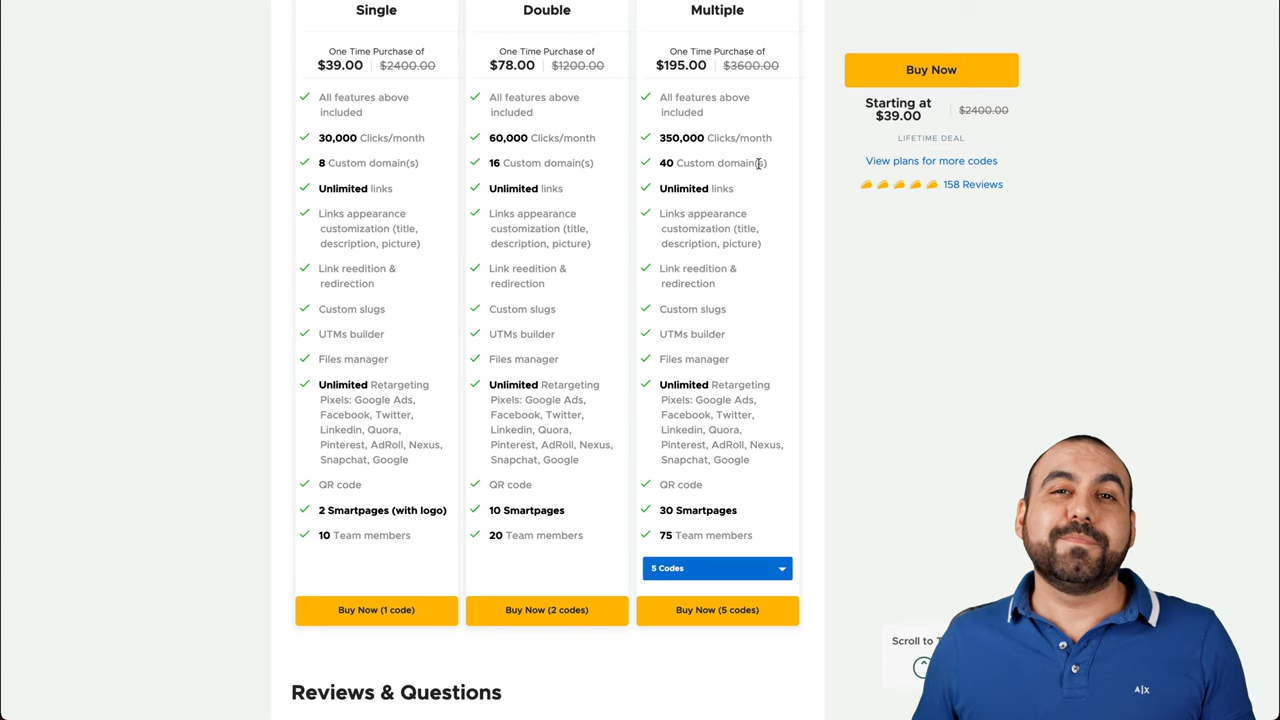 Single
One Time Purchase of
$39.00 | $2400.00
All features above
included
30,000 Clicks/month
8 Custom domain(s)
Unlimited links
Links appearance
customization (title,
description, picture)
Link reedition &
redirection
Custom slugs
UTMs builder
Files manager
Unlimited Retargeting
Pixels: Google Ads,
Facebook, Twitter,
Linkedin, Quora,
Pinterest, AdRoll, Nexus,
Snapchat, Google
QR code
2 Smartpages (with logo)
10 Team members
Buy Now (1 code)
Double
One Time Purchase of
$78.00 | $1200.00
All features above
included
60,000 Clicks/month
16 Custom domain(s)
Unlimited links
Links appearance
customization (title,
description, picture)
Link reedition &
redirection
Custom slugs
UTMs builder
Files manager
Unlimited Retargeting
Pixels: Google Ads,
Facebook, Twitter,
Linkedin, Quora,
Pinterest, AdRoll, Nexus,
Snapchat, Google
QR code
10 Smartpages
20 Team members
Buy Now (2 codes)
Multiple
One Time Purchase of
$195.00 | $3600.00
All features above
included
350,000 Clicks/month
40 Custom domain(s)
Unlimited links
Links appearance
customization (title,
description, picture)
Link reedition &
redirection
Custom slugs
UTMs builder
Files manager
Unlimited Retargeting
Pixels: Google Ads,
Facebook, Twitter,
Linkedin, Quora,
Pinterest, AdRoll, Nexus,
Snapchat, Google
QR code
30 Smartpages
75 Team members
5 Codes
Buy Now (5 codes)
Buy Now
Starting at
$39.00 | $2400.00
LIFETIME DEAL
View plans for more codes
158 Reviews
Scroll to
A|X
Reviews & Questions